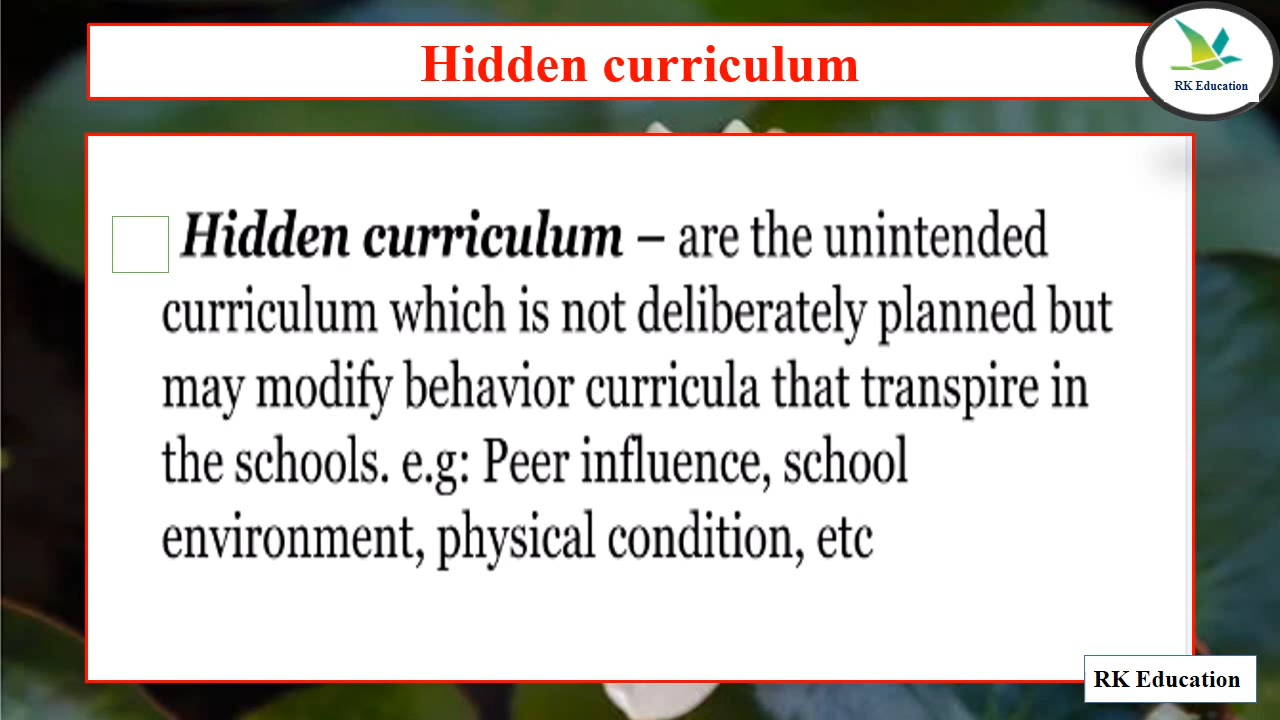 Hidden curriculum
RK Education
Hidden curriculum – are the unintended
curriculum which is not deliberately planned but
may modify behavior curricula that transpire in
the schools. e.g: Peer influence, school
environment, physical condition, etc
RK Education